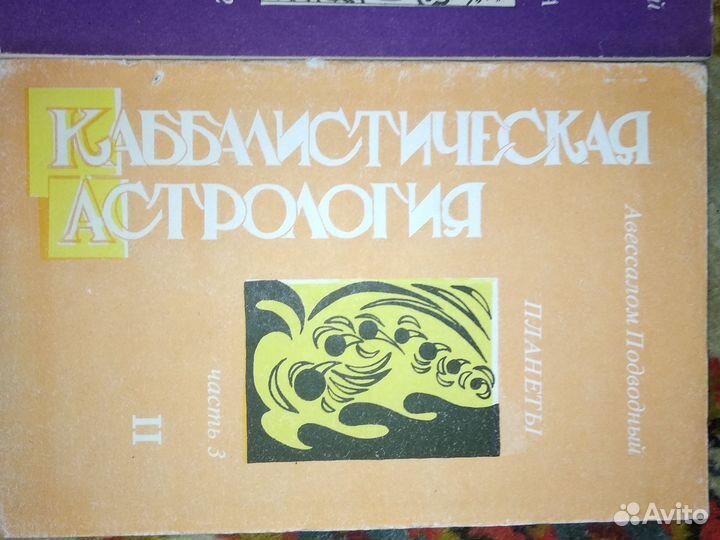 КАББАЛИСТИЧЕСКАЯ
АСТРОЛОГИЯ
Авессалом Подводный
ПЛАНЕТЫ
часть 3
II
Avito